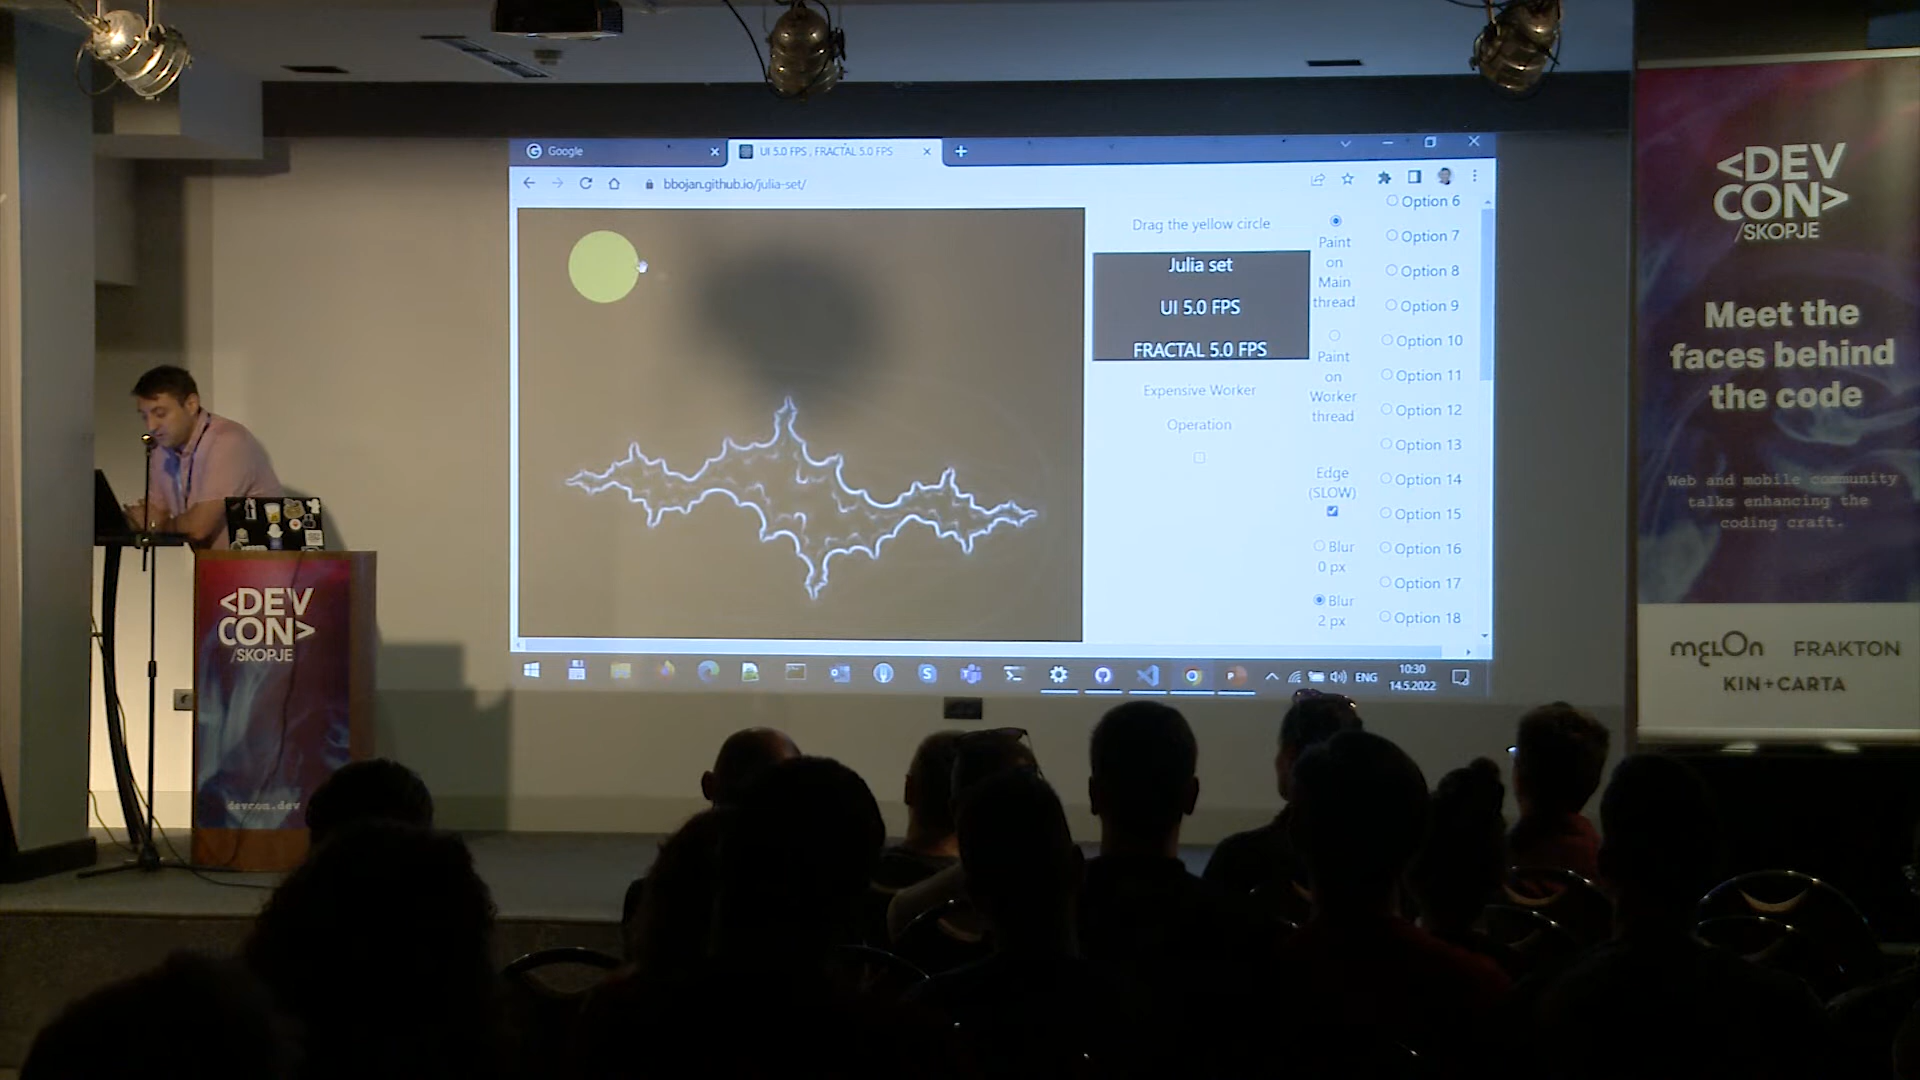 Google
UI 5.0 FPS , FRACTAL 5.0 FPS
bbojan.github.io/julia-set/
Drag the yellow circle
Julia set
UI 5.0 FPS
FRACTAL 5.0 FPS
Expensive Worker
Operation
Paint
on
Main
thread
Paint
on
Worker
thread
Edge
(SLOW)
Blur
0 px
Blur
2 px
Option 6
Option 7
Option 8
Option 9
Option 10
Option 11
Option 12
Option 13
Option 14
Option 15
Option 16
Option 17
Option 18
ENG
10:30
14.5.2022
<DEV
CON>
/SKOPJE
devcon.dev
<DEV
CON>
/SKOPJE
Meet the
faces behind
the code
Web and mobile community
talks enhancing the
coding craft.
melon FRAKTON
KIN+CARTA